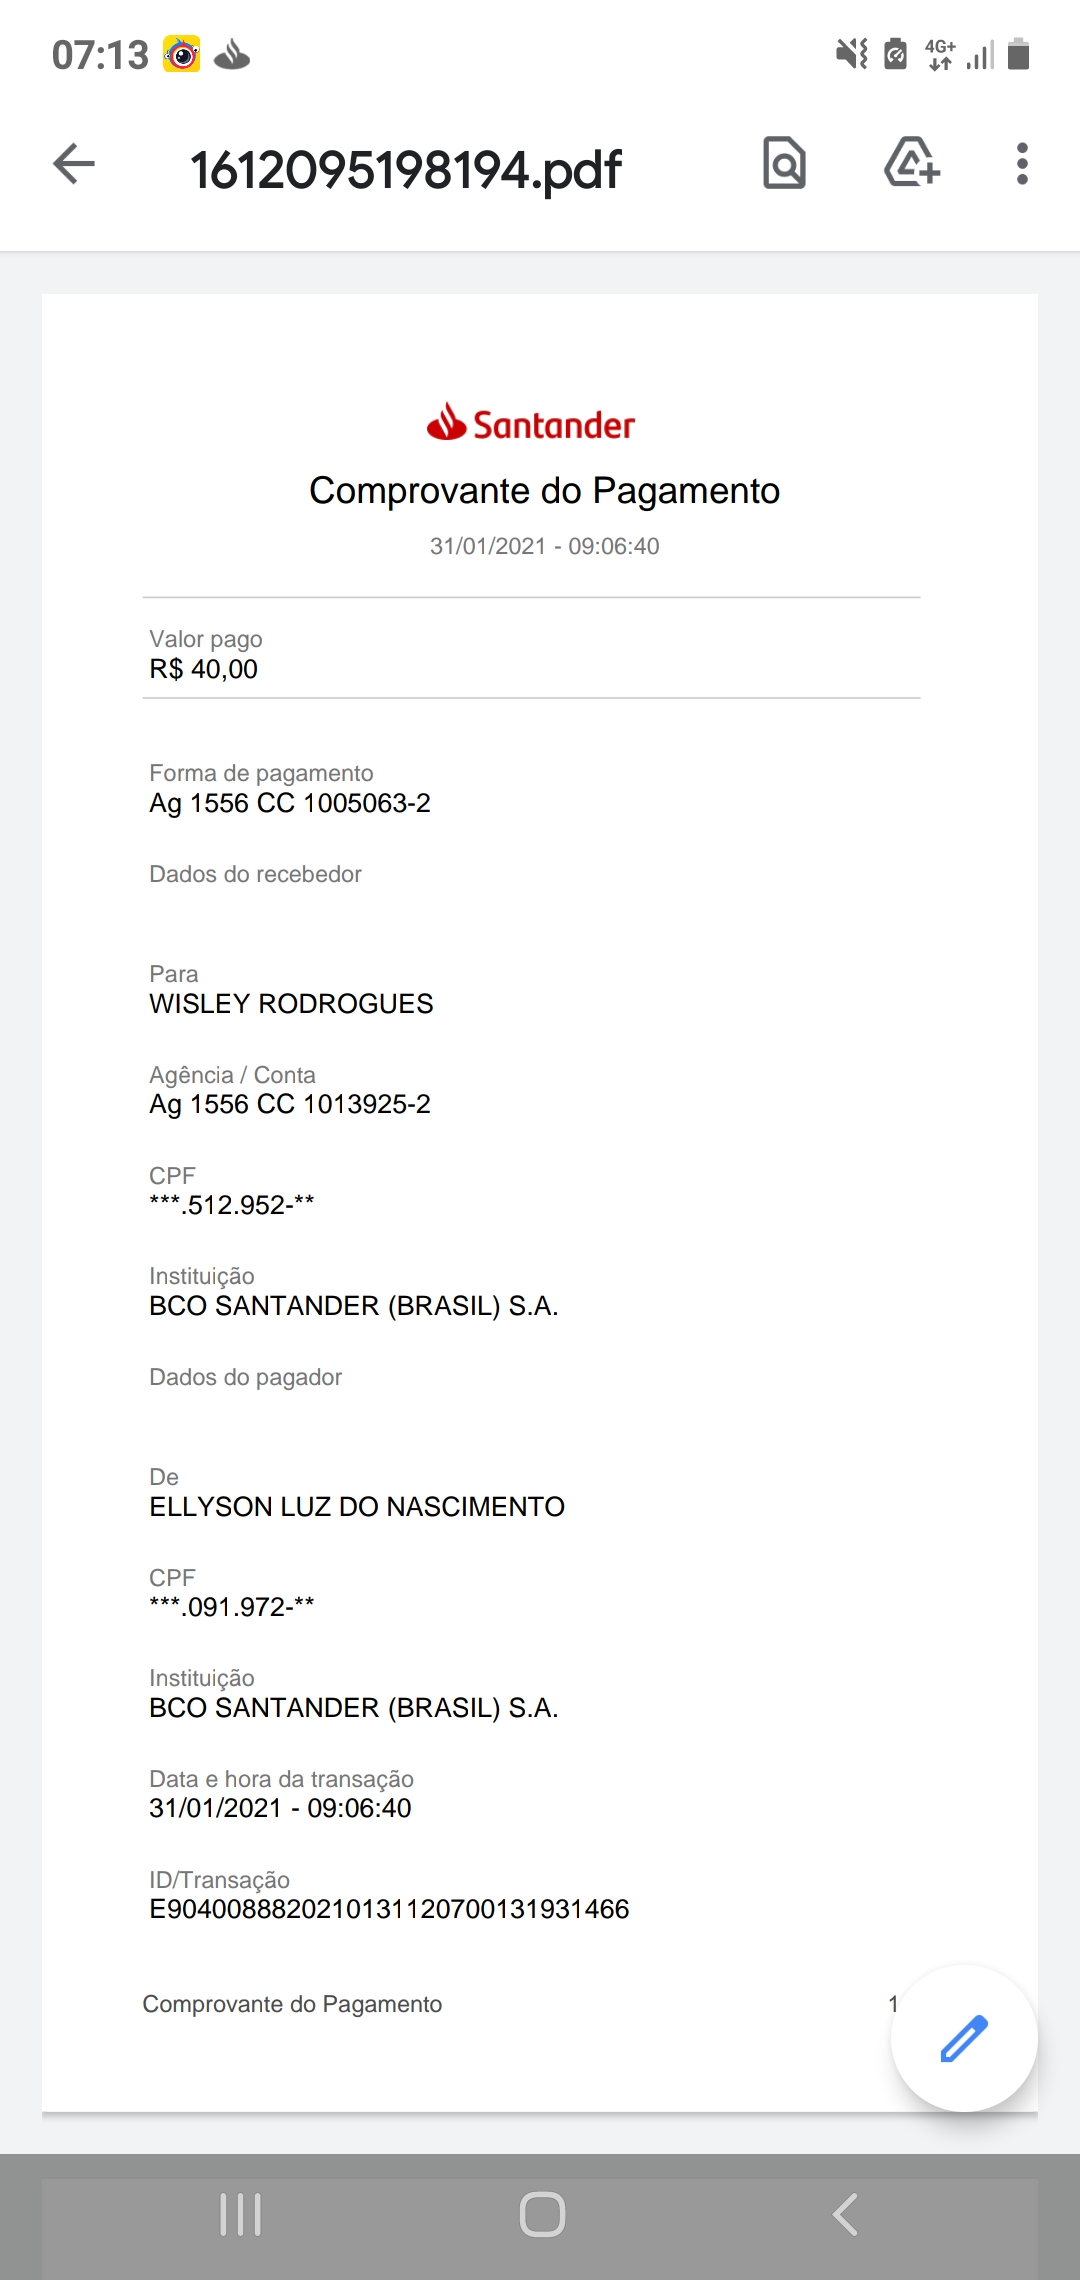 07:13
4G+
1612095198194.pdf
Santander
Comprovante do Pagamento
31/01/2021 - 09:06:40
Valor pago
R$ 40,00
Forma de pagamento
Ag 1556 CC 1005063-2
Dados do recebedor
Para
WISLEY RODROGUES
Agência / Conta
Ag 1556 CC 1013925-2
CPF
***.512.952-**
Instituição
BCO SANTANDER (BRASIL) S.A.
Dados do pagador
De
ELLYSON LUZ DO NASCIMENTO
CPF
***.091.972-**
Instituição
BCO SANTANDER (BRASIL) S.A.
Data e hora da transação
31/01/2021 - 09:06:40
ID/Transação
E9040088820210131120700131931466
Comprovante do Pagamento 1